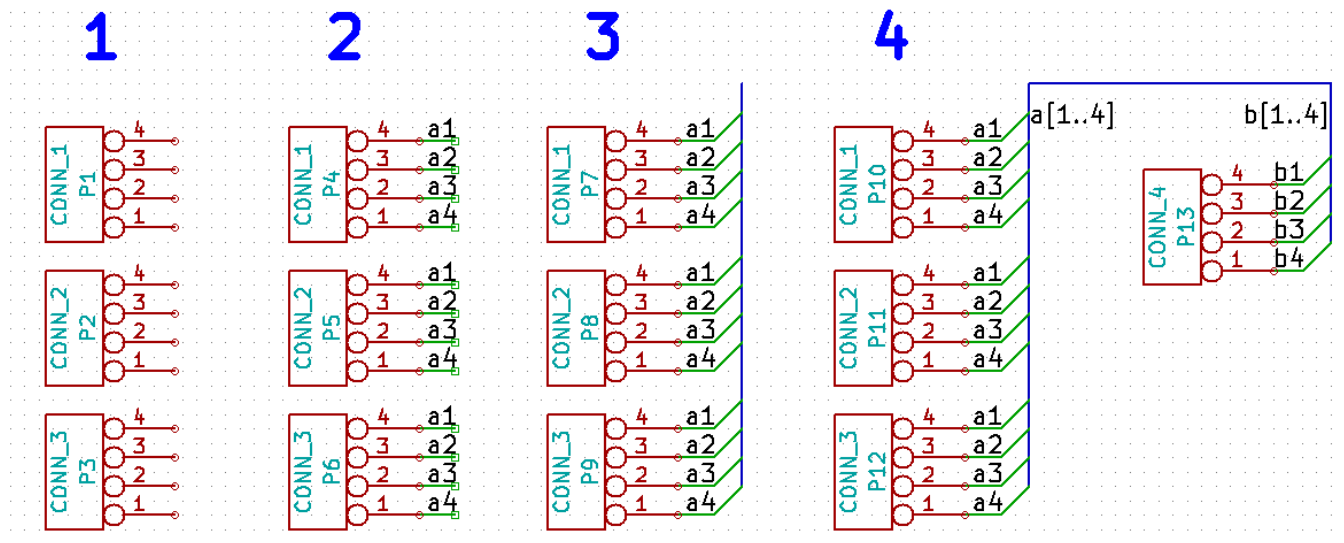 1
2
3
4
CONN_1
P1
4
3
2
1
CONN_2
P2
4
3
2
1
CONN_3
P3
4
3
2
1
CONN_1
P4
4
3
2
1
a1
a2
a3
a4
CONN_2
P5
4
3
2
1
a1
a2
a3
a4
CONN_3
P6
4
3
2
1
a1
a2
a3
a4
CONN_1
P7
4
3
2
1
a1
a2
a3
a4
CONN_2
P8
4
3
2
1
a1
a2
a3
a4
CONN_3
P9
4
3
2
1
a1
a2
a3
a4
CONN_1
P10
4
3
2
1
a1
a2
a3
a4
CONN_2
P11
4
3
2
1
a1
a2
a3
a4
CONN_3
P12
4
3
2
1
a1
a2
a3
a4
a[1..4]
b[1..4]
CONN_4
P13
4
3
2
1
b1
b2
b3
b4